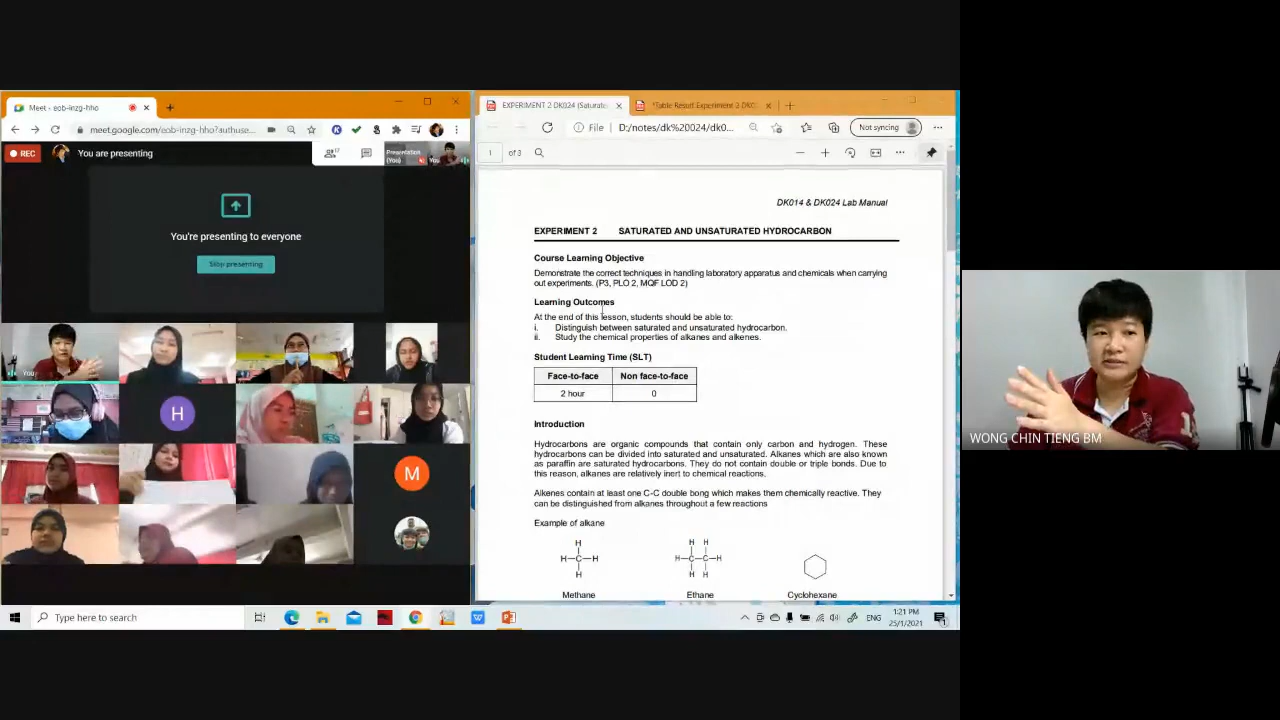 Meet - eob-inzg-hho
meet.google.com/eob-inzg-hho?authuse...
REC
You are presenting
17
Presentation (You)
You
You're presenting to everyone
Stop presenting
You
H
M
EXPERIMENT 2 DK024 (Saturate
*Table Result Experiment 2 DK0
File
D:/notes/dk%20024/dk0...
Not syncing
1
of 3
DK014 & DK024 Lab Manual
EXPERIMENT 2 SATURATED AND UNSATURATED HYDROCARBON
Course Learning Objective
Demonstrate the correct techniques in handling laboratory apparatus and chemicals when carrying
out experiments. (P3, PLO 2, MQF LOD 2)
Learning Outcomes
At the end of this lesson, students should be able to:
i. Distinguish between saturated and unsaturated hydrocarbon.
ii. Study the chemical properties of alkanes and alkenes.
Student Learning Time (SLT)
Face-to-face Non face-to-face
2 hour 0
Introduction
Hydrocarbons are organic compounds that contain only carbon and hydrogen. These
hydrocarbons can be divided into saturated and unsaturated. Alkanes which are also known
as paraffin are saturated hydrocarbons. They do not contain double or triple bonds. Due to
this reason, alkanes are relatively inert to chemical reactions.
Alkenes contain at least one C-C double bong which makes them chemically reactive. They
can be distinguished from alkanes throughout a few reactions
Example of alkane
H H H
H-C-H H-C-C-H
H H H
Methane Ethane Cyclohexane
WONG CHIN TIENG BM
Type here to search
ENG
1:21 PM
25/1/2021